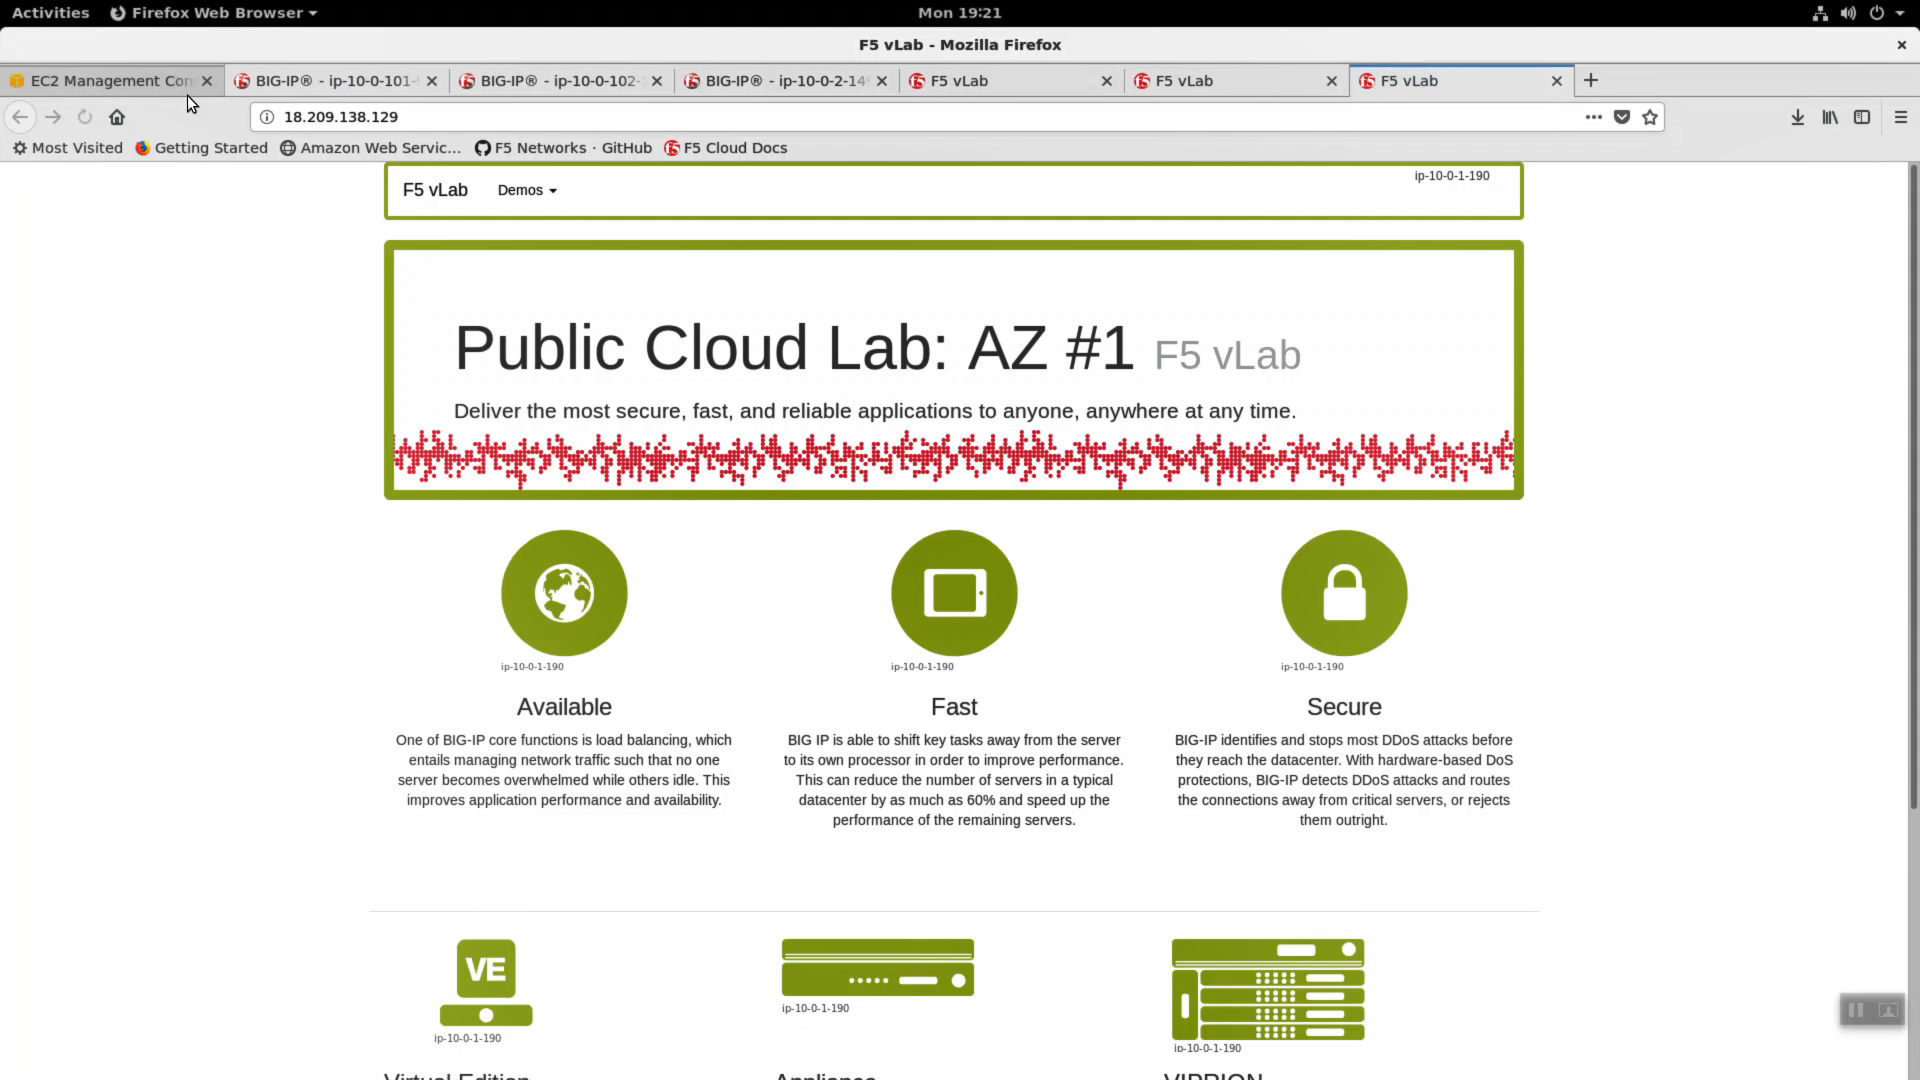 Activities Firefox Web Browser Mon 19:21
F5 vLab - Mozilla Firefox
EC2 Management Con BIG-IP® - ip-10-0-101- BIG-IP® - ip-10-0-102- BIG-IP® - ip-10-0-2-14 F5 vLab F5 vLab F5 vLab
18.209.138.129
Most Visited Getting Started Amazon Web Servic... F5 Networks · GitHub F5 Cloud Docs
F5 vLab Demos ip-10-0-1-190
Public Cloud Lab: AZ #1 F5 vLab
Deliver the most secure, fast, and reliable applications to anyone, anywhere at any time.
ip-10-0-1-190 ip-10-0-1-190 ip-10-0-1-190
Available
One of BIG-IP core functions is load balancing, which
entails managing network traffic such that no one
server becomes overwhelmed while others idle. This
improves application performance and availability.
Fast
BIG IP is able to shift key tasks away from the server
to its own processor in order to improve performance.
This can reduce the number of servers in a typical
datacenter by as much as 60% and speed up the
performance of the remaining servers.
Secure
BIG-IP identifies and stops most DDoS attacks before
they reach the datacenter. With hardware-based DoS
protections, BIG-IP detects DDoS attacks and routes
the connections away from critical servers, or rejects
them outright.
VE
ip-10-0-1-190
ip-10-0-1-190
ip-10-0-1-190
Virtual Edition Appliance VIPRION